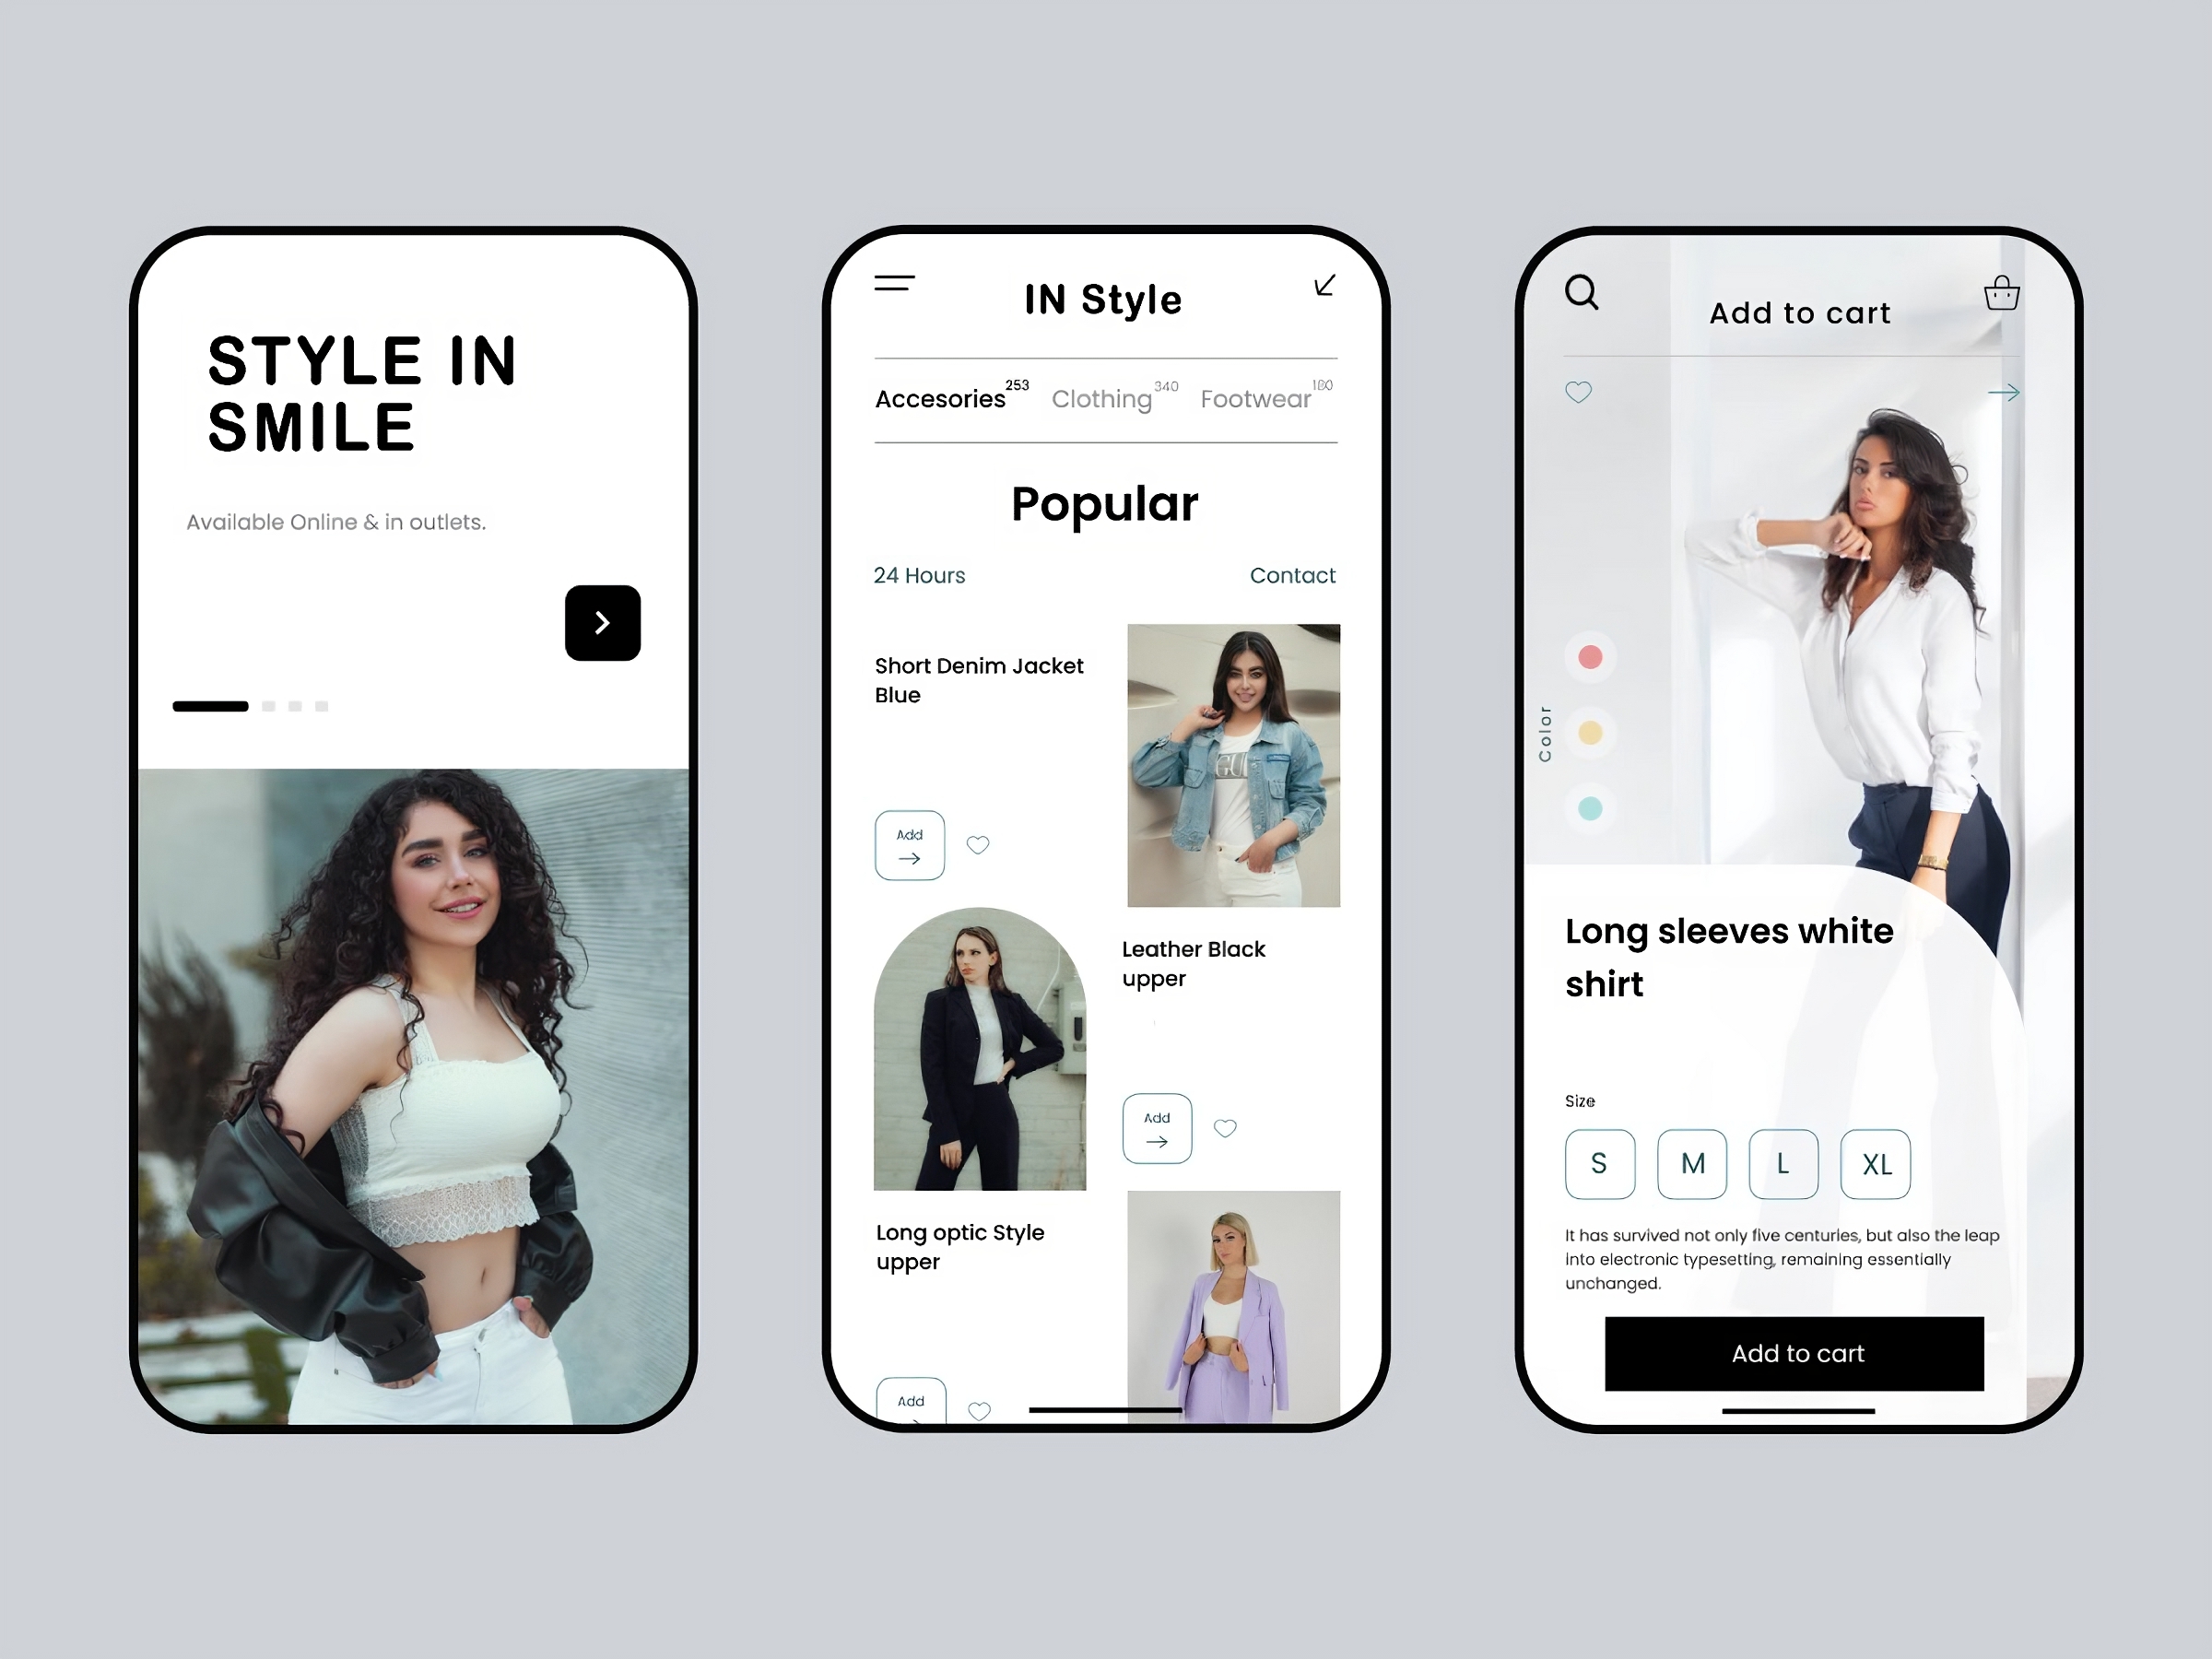 STYLE IN
SMILE
Available Online & in outlets.
IN Style
Accesories 253 Clothing 340 Footwear 180
Popular
24 Hours Contact
Short Denim Jacket
Blue
GU
Add
Leather Black
upper
Add
Long optic Style
upper
Add
Add to cart
Color
Long sleeves white
shirt
Size
S M L XL
It has survived not only five centuries, but also the leap
into electronic typesetting, remaining essentially
unchanged.
Add to cart